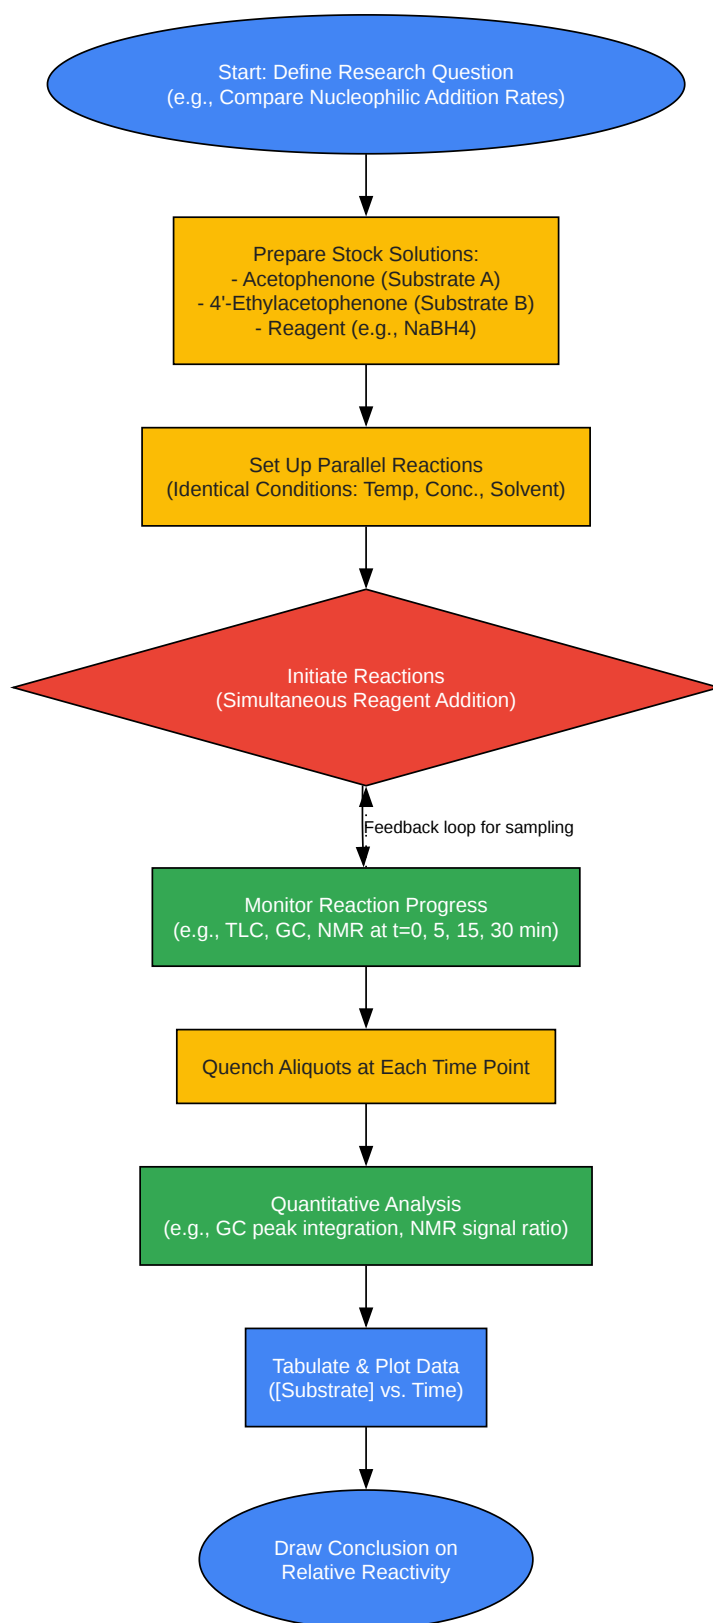 Start: Define Research Question
(e.g., Compare Nucleophilic Addition Rates)
Prepare Stock Solutions:
- Acetophenone (Substrate A)
- 4'-Ethylacetophenone (Substrate B)
- Reagent (e.g., NaBH4)
Set Up Parallel Reactions
(Identical Conditions: Temp, Conc., Solvent)
Initiate Reactions
(Simultaneous Reagent Addition)
Feedback loop for sampling
Monitor Reaction Progress
(e.g., TLC, GC, NMR at t=0, 5, 15, 30 min)
Quench Aliquots at Each Time Point
Quantitative Analysis
(e.g., GC peak integration, NMR signal ratio)
Tabulate & Plot Data
([Substrate] vs. Time)
Draw Conclusion on
Relative Reactivity